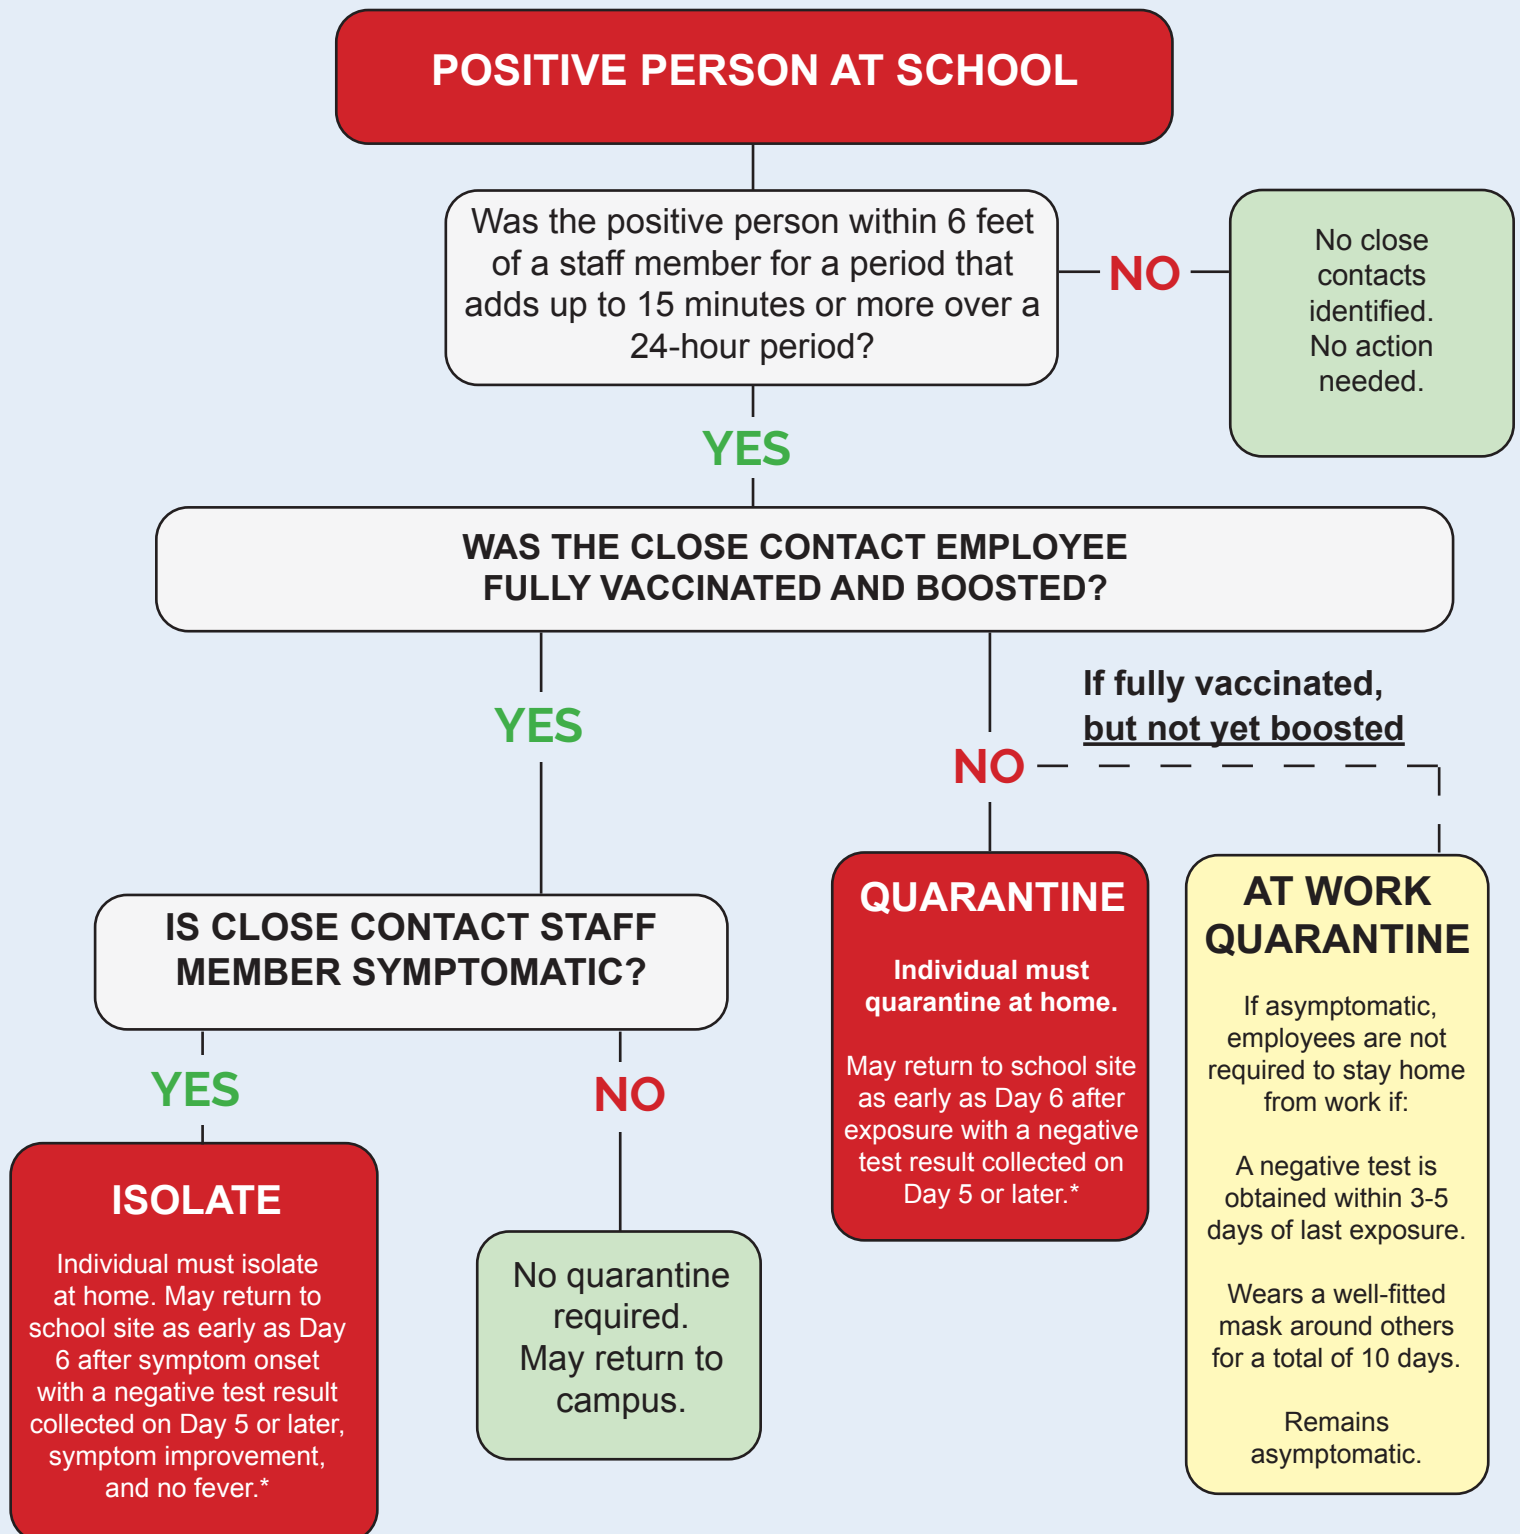 POSITIVE PERSON AT SCHOOL
Was the positive person within 6 feet
of a staff member for a period that
adds up to 15 minutes or more over a
24-hour period?
NO
No close
contacts
identified.
No action
needed.
YES
WAS THE CLOSE CONTACT EMPLOYEE
FULLY VACCINATED AND BOOSTED?
YES
NO
If fully vaccinated,
but not yet boosted
IS CLOSE CONTACT STAFF
MEMBER SYMPTOMATIC?
YES
NO
ISOLATE
Individual must isolate
at home. May return to
school site as early as Day
6 after symptom onset
with a negative test result
collected on Day 5 or later,
symptom improvement,
and no fever.*
No quarantine
required.
May return to
campus.
QUARANTINE
Individual must
quarantine at home.
May return to school site
as early as Day 6 after
exposure with a negative
test result collected on
Day 5 or later.*
AT WORK
QUARANTINE
If asymptomatic,
employees are not
required to stay home
from work if:
A negative test is
obtained within 3-5
days of last exposure.
Wears a well-fitted
mask around others
for a total of 10 days.
Remains
asymptomatic.